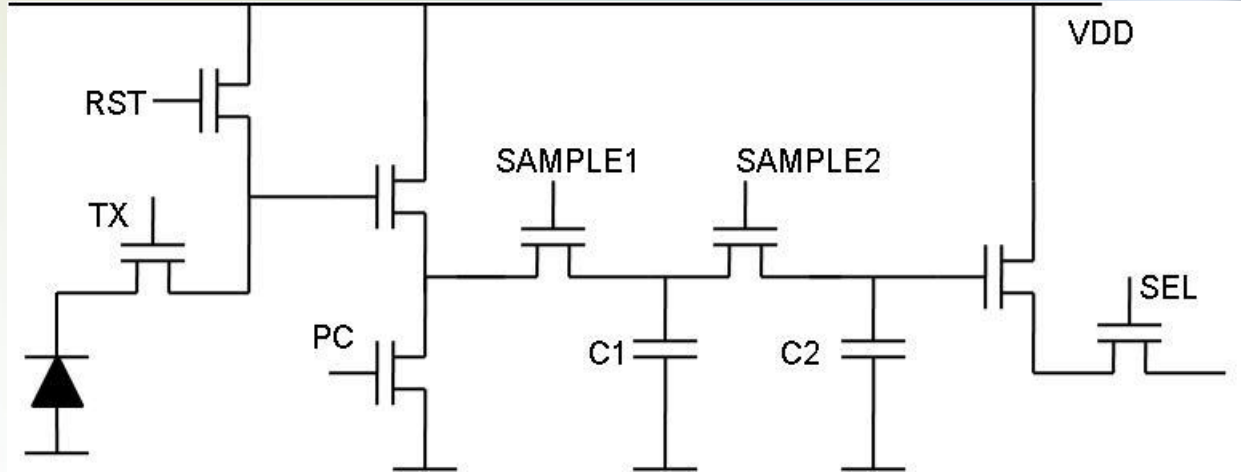 VDD
RST
SAMPLE1
SAMPLE2
TX
SEL
PC
C1
C2